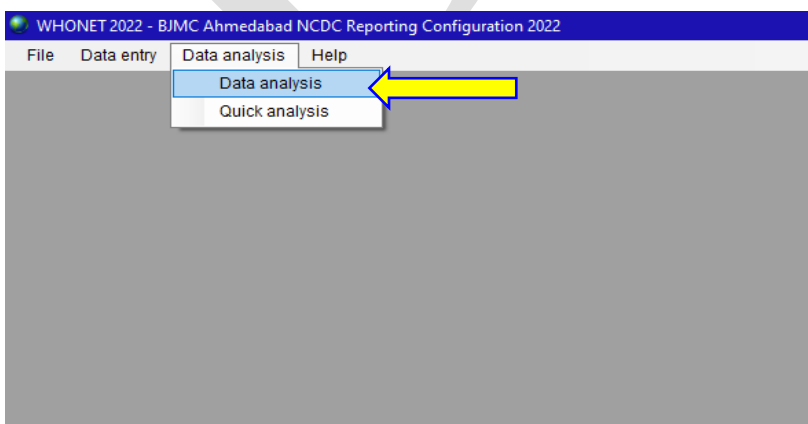 WHONET 2022 - BJMC Ahmedabad NCDC Reporting Configuration 2022
File Data entry Data analysis Help
Data analysis
Quick analysis